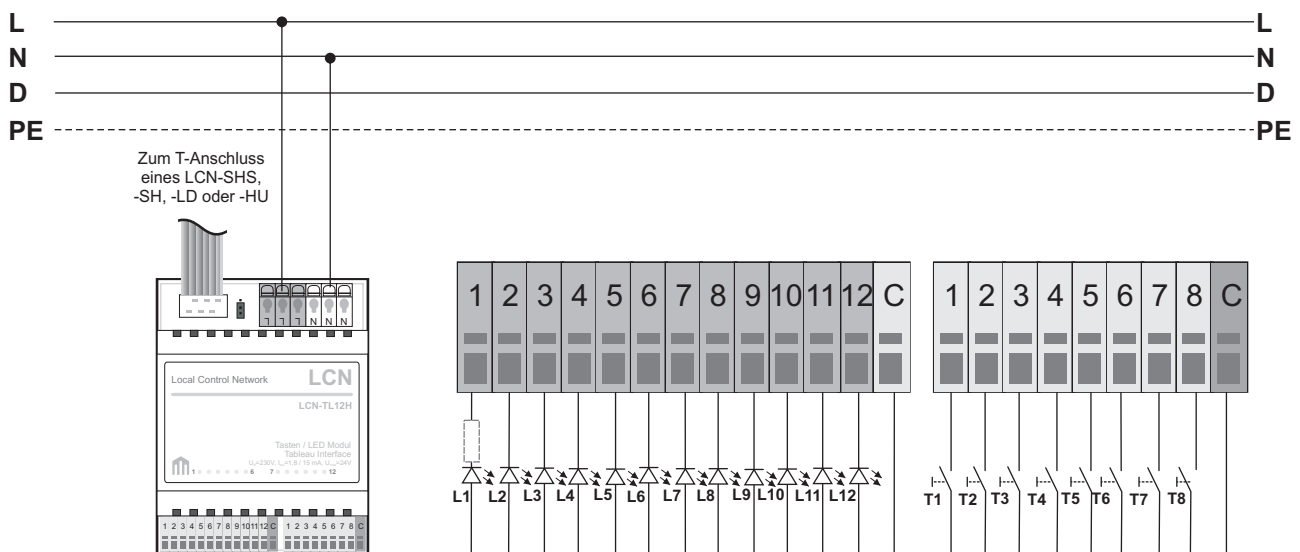 L L
N N
D D
PE PE
Zum T-Anschluss
eines LCN-SHS,
-SH, -LD oder -HU
L L L N N N
Local Control Network LCN
LCN-TL12H
Tasten / LED Modul
Tableau Interface
1 6 7 12
1 2 3 4 5 6 7 8 9 10 11 12 C 1 2 3 4 5 6 7 8 C
1 2 3 4 5 6 7 8 9 10 11 12 C
L1 L2 L3 L4 L5 L6 L7 L8 L9 L10 L11 L12
1 2 3 4 5 6 7 8 C
T1 T2 T3 T4 T5 T6 T7 T8